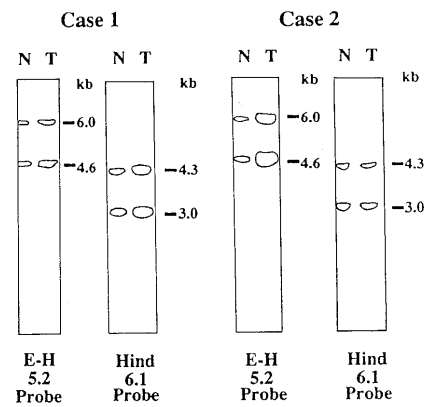 Case 1 Case 2
N T N T N T N T
kb kb kb kb
6.0 6.0
4.6 4.3 4.6 4.3
3.0 3.0
E-H Hind E-H Hind
5.2 6.1 5.2 6.1
Probe Probe Probe Probe